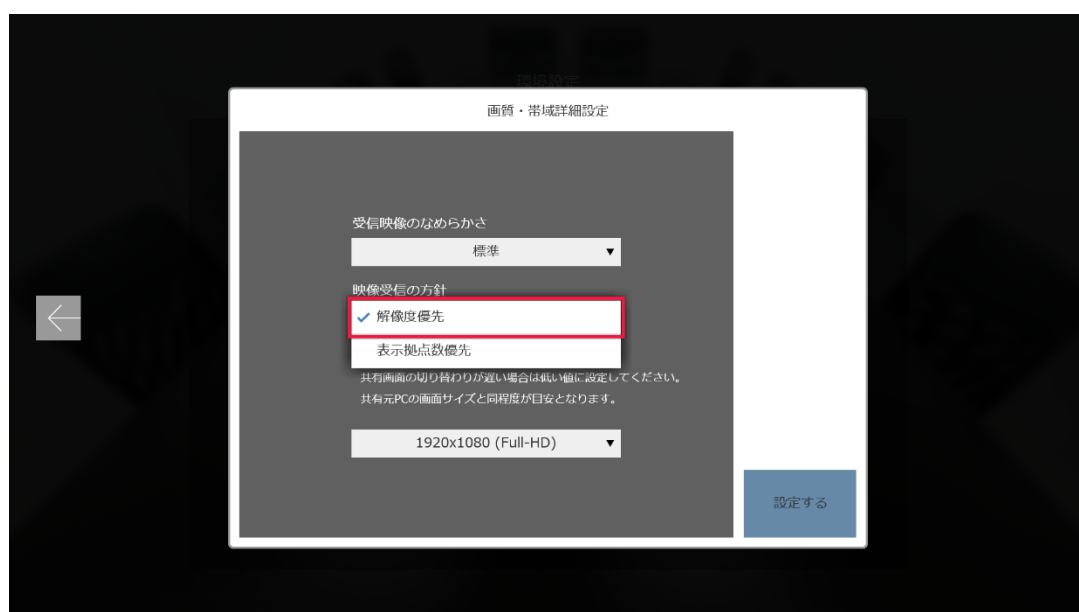 環境設定
画質・帯域詳細設定
受信映像のなめらかさ
標準
映像受信の方針
解像度優先
表示拠点数優先
共有画面の切り替わりが遅い場合は低い値に設定してください。
共有元PCの画面サイズと同程度が目安となります。
1920x1080 (Full-HD)
設定する